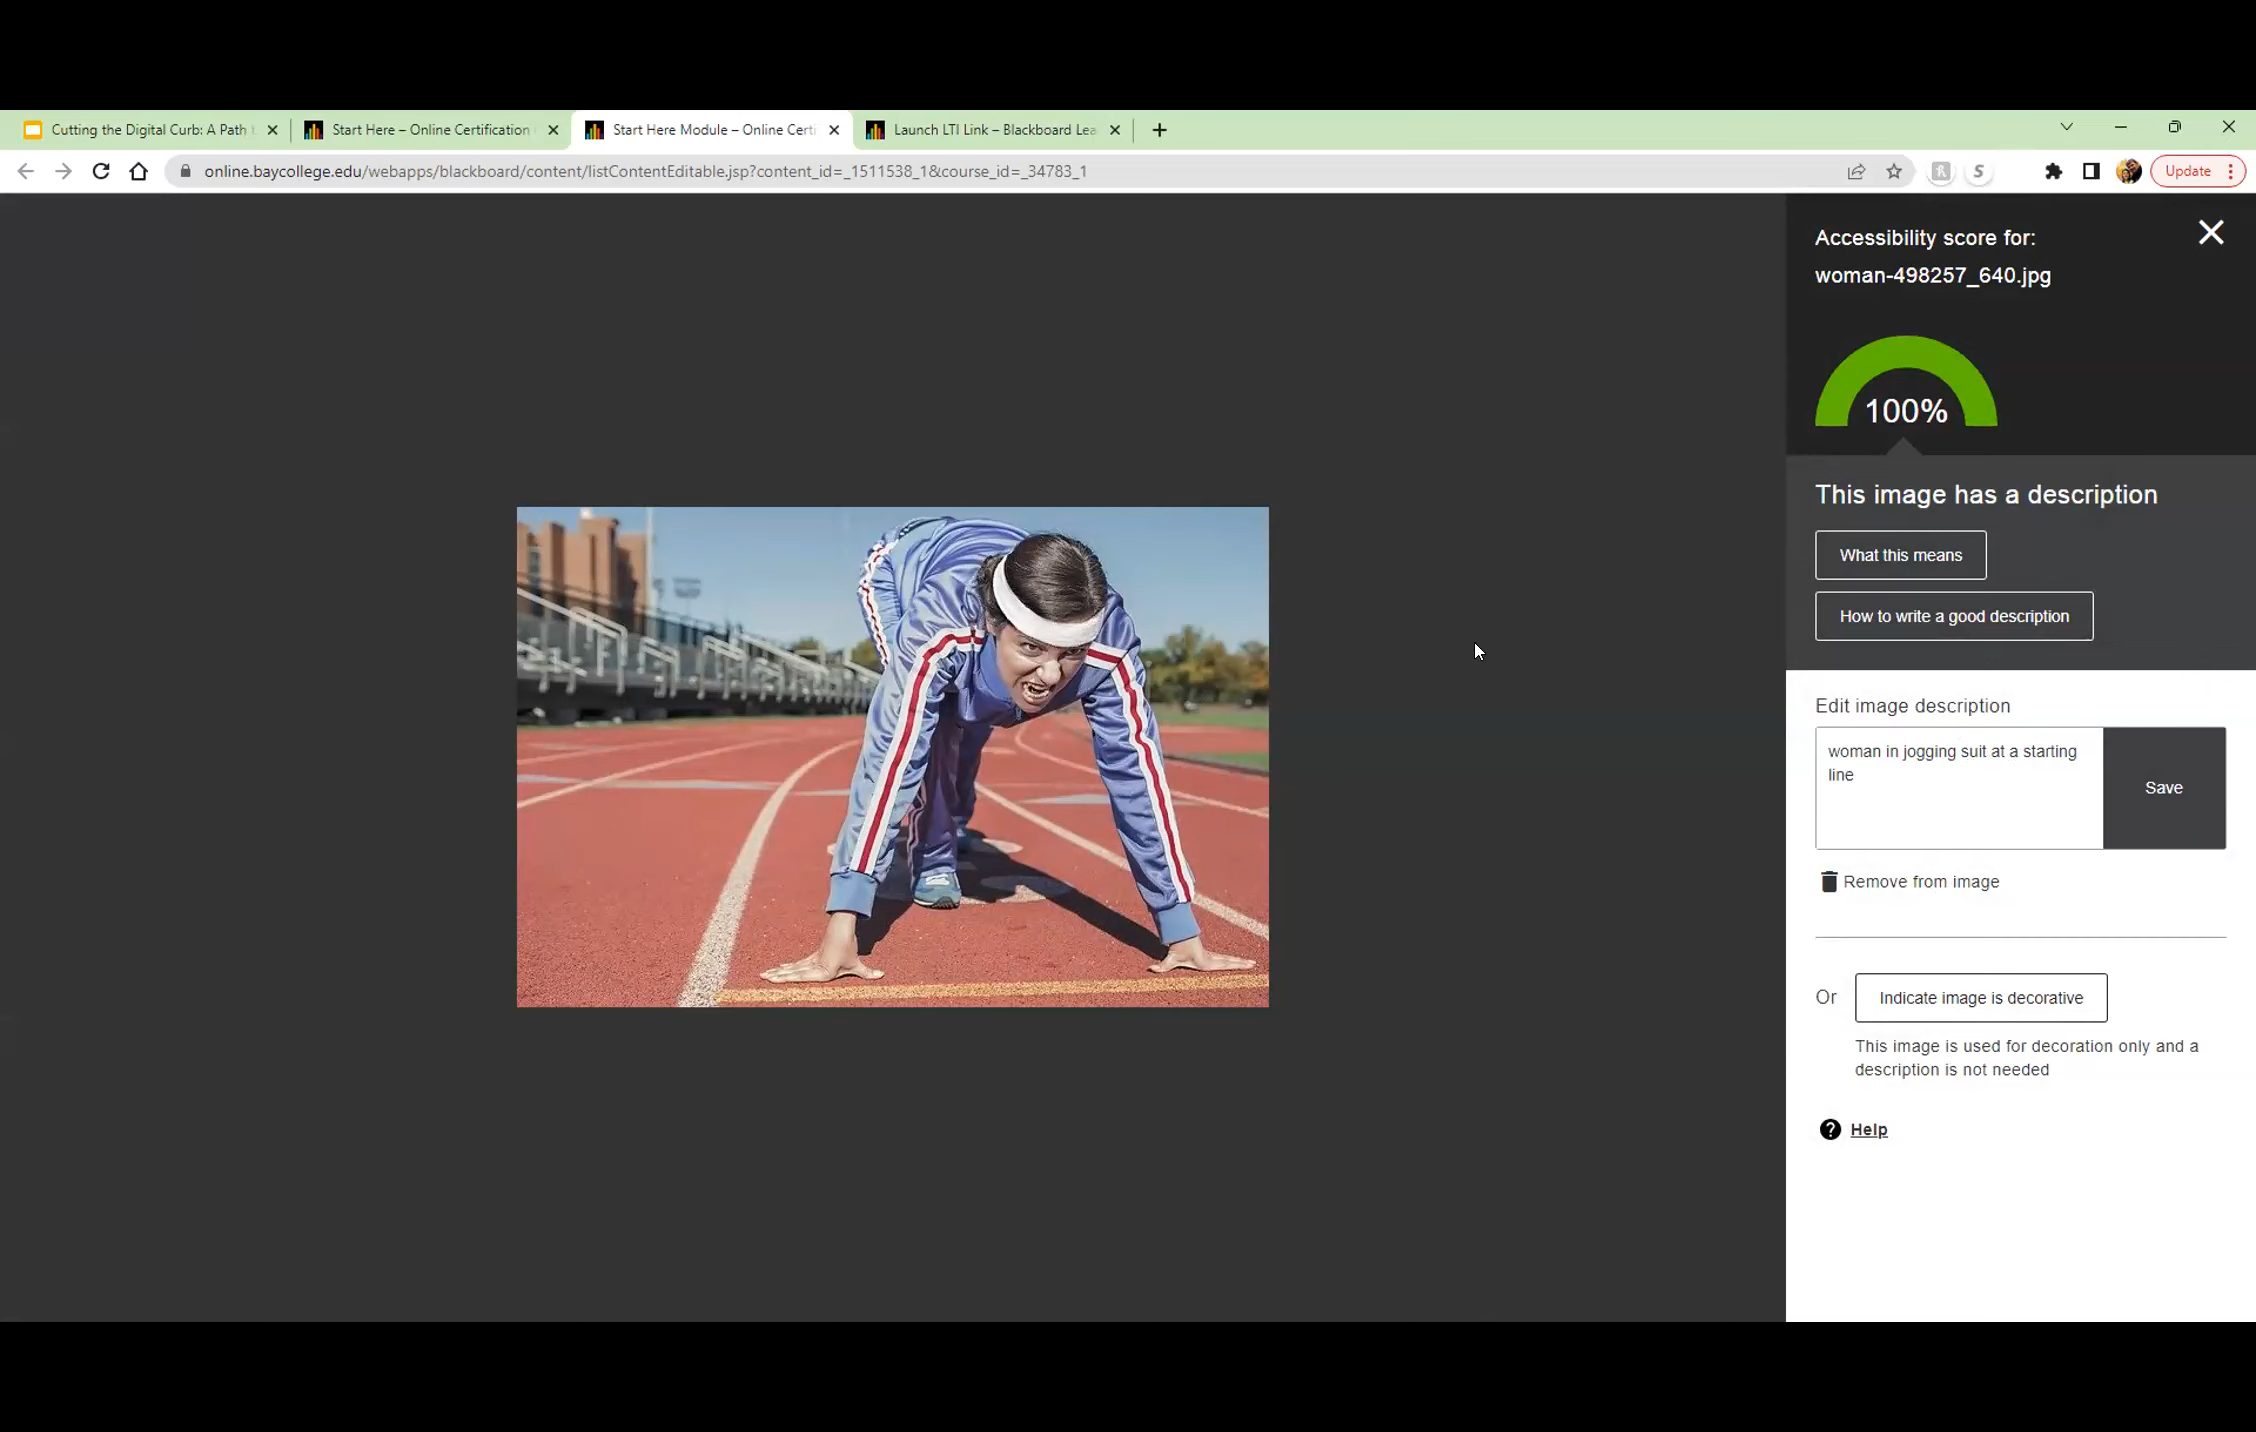 Cutting the Digital Curb: A Path
Start Here – Online Certification
Start Here Module – Online Certi
Launch LTI Link – Blackboard Lea
online.baycollege.edu/webapps/blackboard/content/listContentEditable.jsp?content_id=_1511538_1&course_id=_34783_1
S
Update
Accessibility score for:
woman-498257_640.jpg
100%
This image has a description
What this means
How to write a good description
Edit image description
woman in jogging suit at a starting
line
Save
Remove from image
Or
Indicate image is decorative
This image is used for decoration only and a
description is not needed
? Help